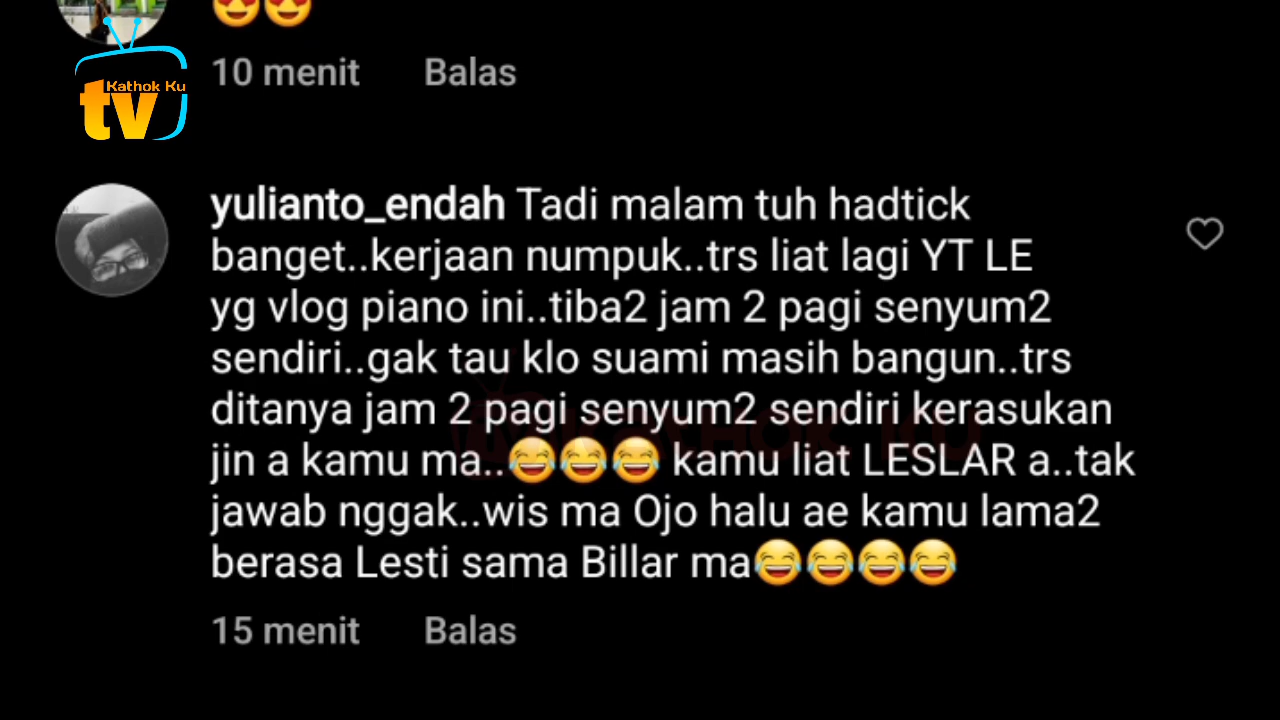 😍😍
10 menit Balas
Kathok Ku
tv
yulianto_endah Tadi malam tuh hadtick
banget..kerjaan numpuk..trs liat lagi YT LE
yg vlog piano ini..tiba2 jam 2 pagi senyum2
sendiri..gak tau klo suami masih bangun..trs
ditanya jam 2 pagi senyum2 sendiri kerasukan
jin a kamu ma..😂😂😂 kamu liat LESLAR a..tak
jawab nggak..wis ma Ojo halu ae kamu lama2
berasa Lesti sama Billar ma😂😂😂😂
15 menit Balas